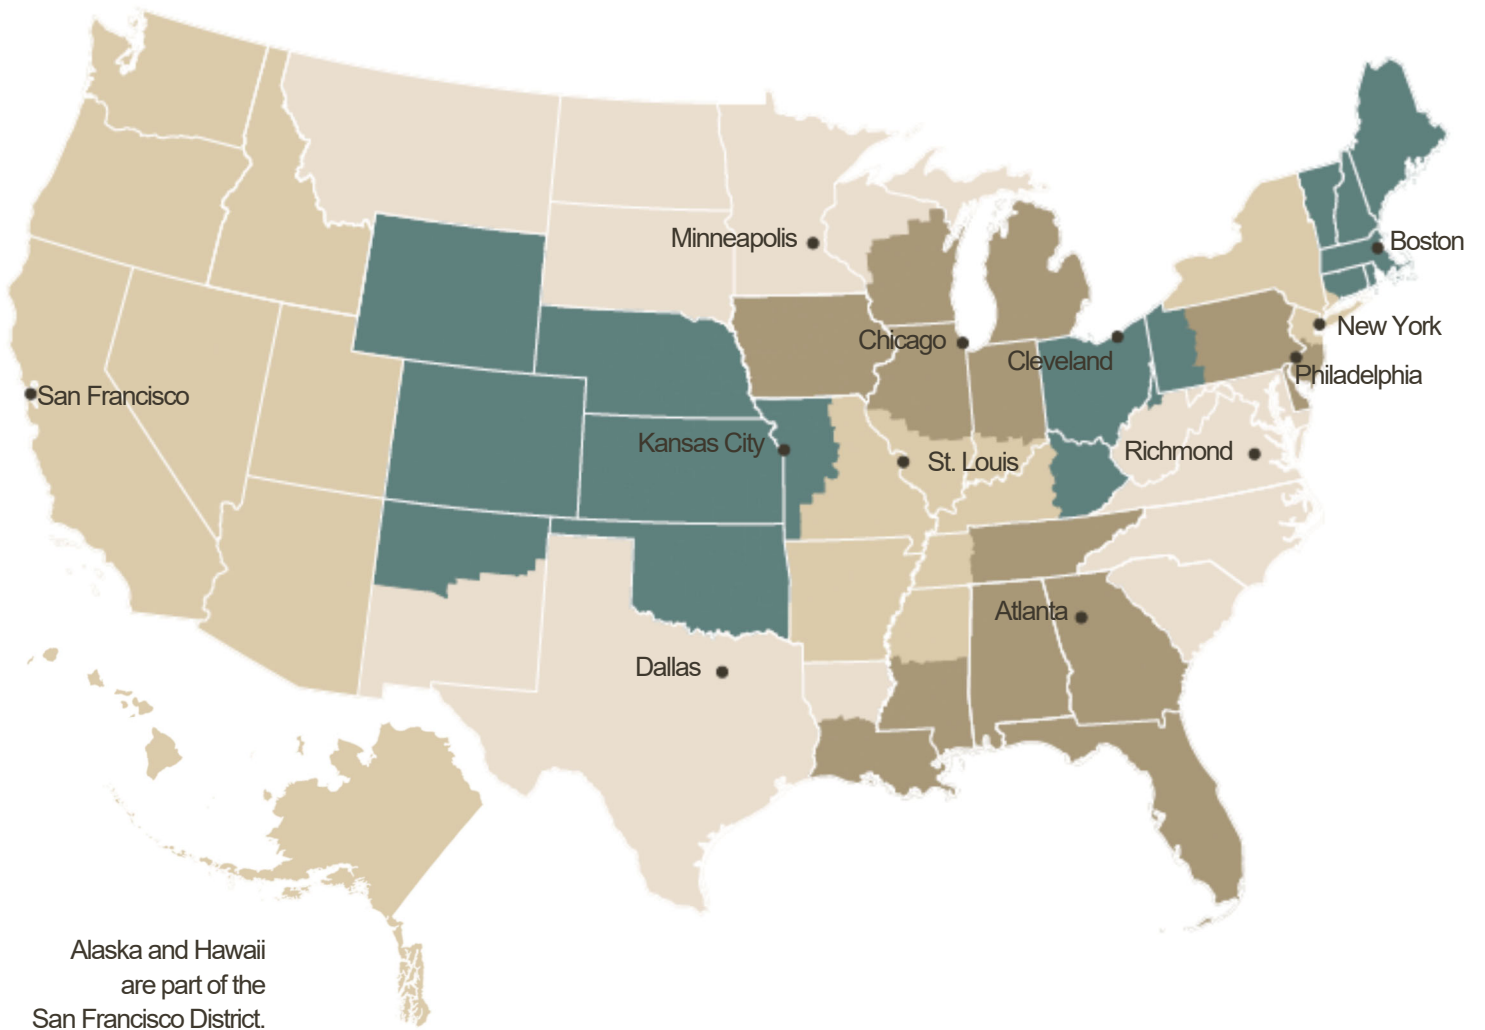 Minneapolis
Boston
Chicago
New York
Cleveland
Philadelphia
San Francisco
Kansas City
Richmond
St. Louis
Atlanta
Dallas
Alaska and Hawaii
are part of the
San Francisco District.